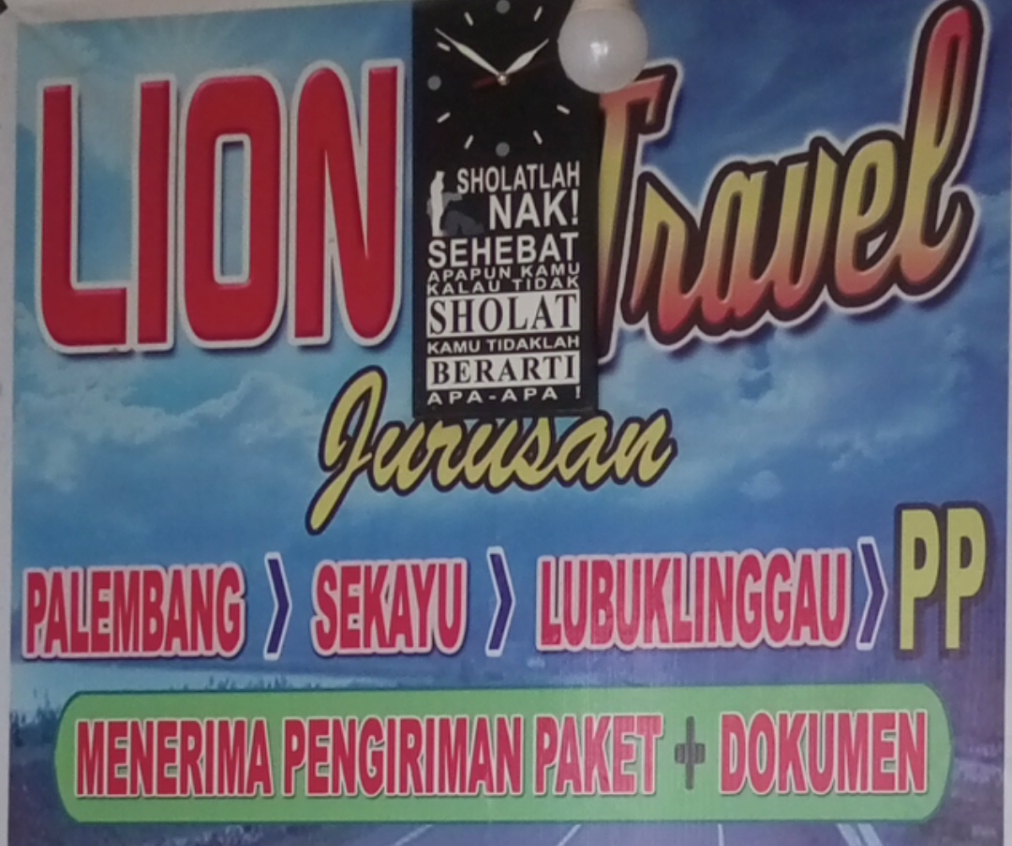 LION Travel
SHOLATLAH
NAK!
SEHEBAT
APAPUN KAMU
KALAU TIDAK
SHOLAT
KAMU TIDAKLAH
BERARTI
APA-APA !
Jurusan
PALEMBANG > SEKAYU > LUBUKLINGGAU > PP
MENERIMA PENGIRIMAN PAKET + DOKUMEN